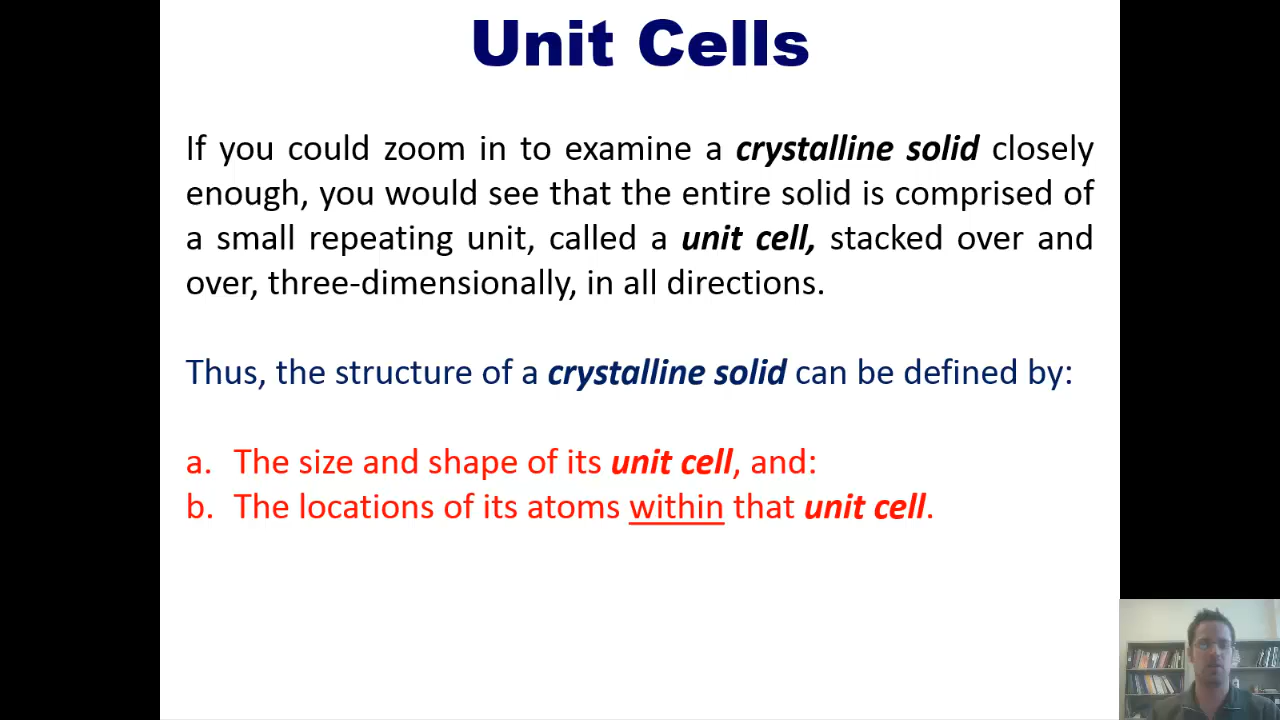 Unit Cells
If you could zoom in to examine a crystalline solid closely
enough, you would see that the entire solid is comprised of
a small repeating unit, called a unit cell, stacked over and
over, three-dimensionally, in all directions.
Thus, the structure of a crystalline solid can be defined by:
a. The size and shape of its unit cell, and:
b. The locations of its atoms within that unit cell.